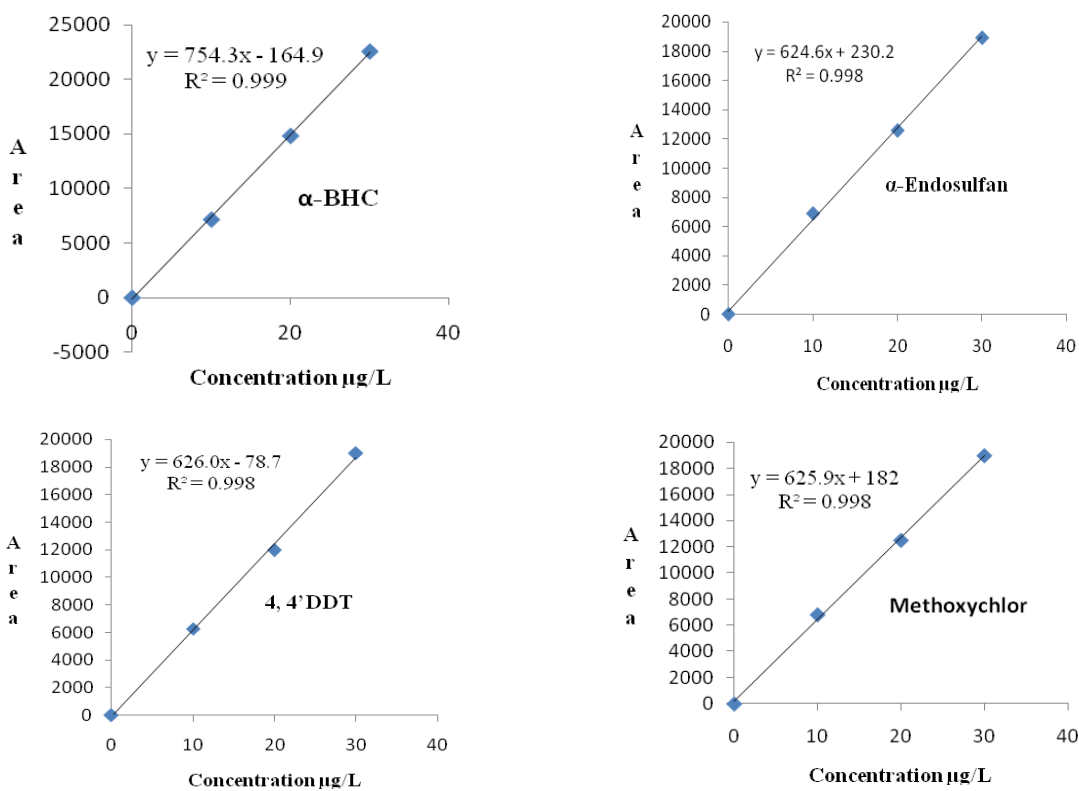 25000
20000
15000
10000
5000
0
-5000
0
20
40
y = 754.3x - 164.9
R² = 0.999
α-BHC
A
r
e
a
Concentration µg/L
20000
18000
16000
14000
12000
10000
8000
6000
4000
2000
0
0
10
20
30
40
y = 624.6x + 230.2
R² = 0.998
α-Endosulfan
A
r
e
a
Concentration µg/L
20000
18000
16000
14000
12000
10000
8000
6000
4000
2000
0
0
10
20
30
40
y = 626.0x - 78.7
R² = 0.998
4, 4’DDT
A
r
e
a
Concentration µg/L
20000
18000
16000
14000
12000
10000
8000
6000
4000
2000
0
0
10
20
30
40
y = 625.9x + 182
R² = 0.998
Methoxychlor
A
r
e
a
Concentration µg/L